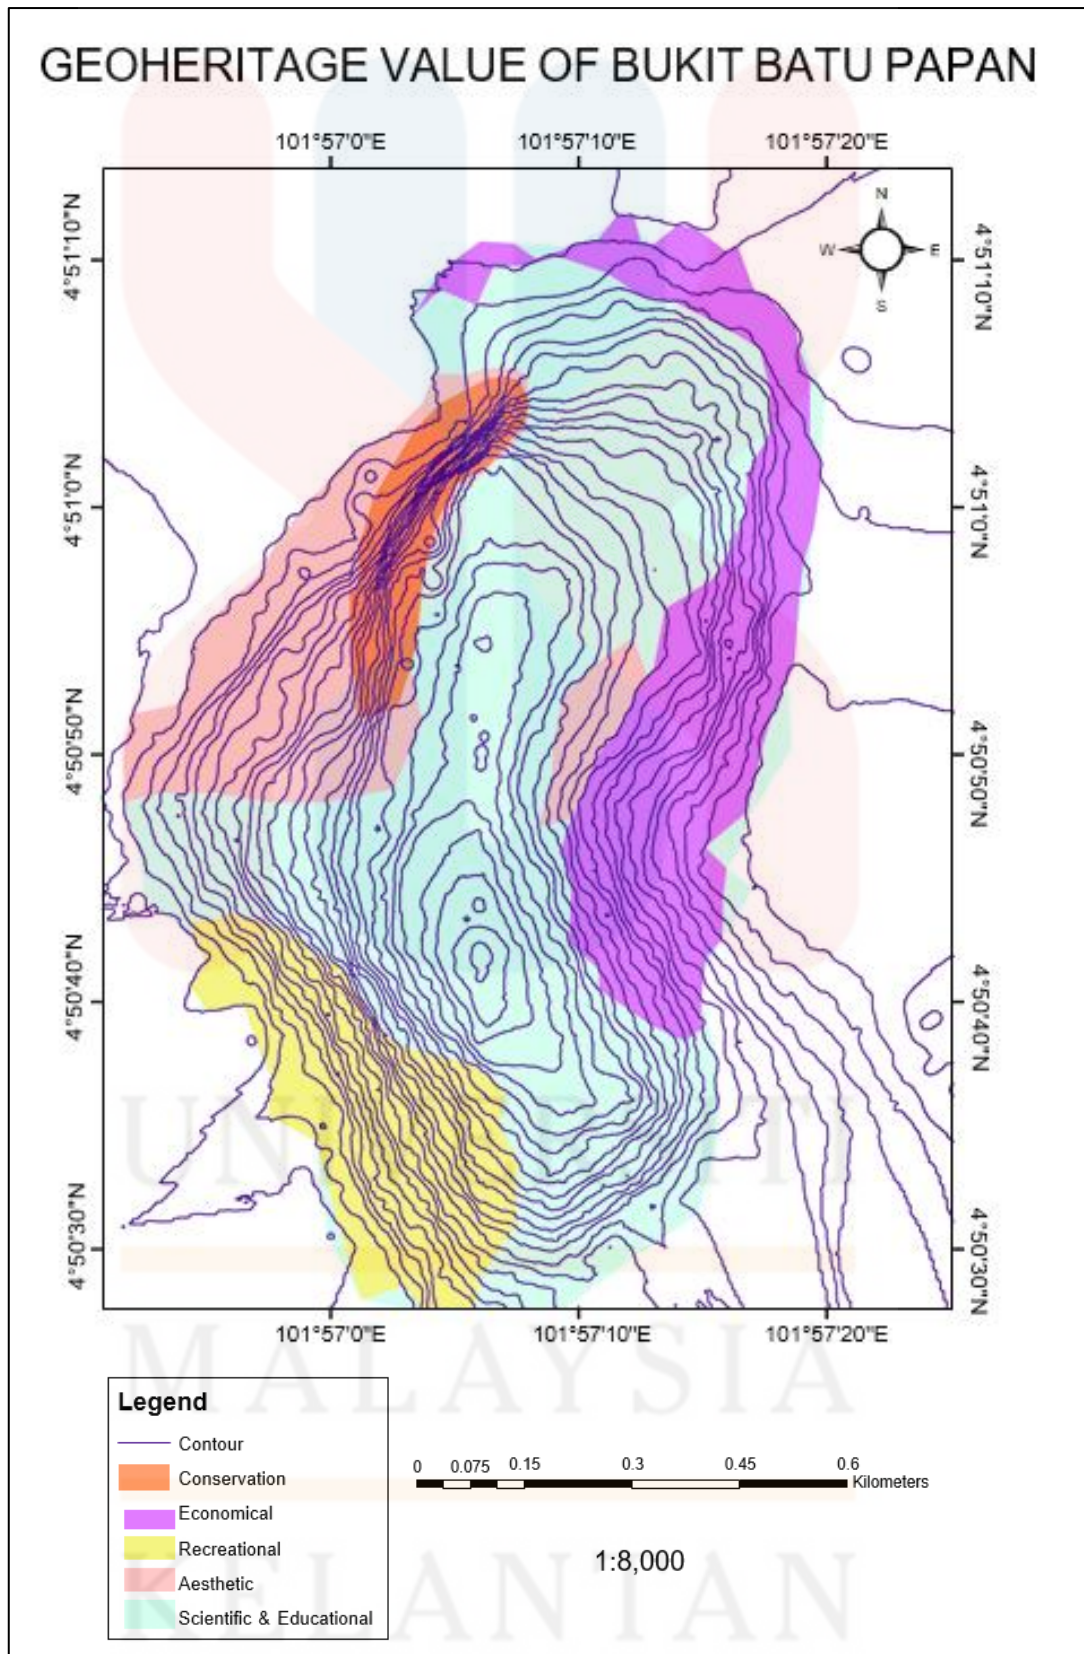 GEOHERITAGE VALUE OF BUKIT BATU PAPAN
101°57'0"E 101°57'10"E 101°57'20"E
N
W E
S
4°51'10"N 4°51'10"N
4°51'0"N 4°51'0"N
4°50'50"N 4°50'50"N
4°50'40"N 4°50'40"N
UNIVERSITI
4°50'30"N 4°50'30"N
101°57'0"E 101°57'10"E 101°57'20"E
MALAYSIA
Legend
Contour
Conservation
Economical
Recreational
Aesthetic
Scientific & Educational
0 0.075 0.15 0.3 0.45 0.6
Kilometers
1:8,000
KELANTAN